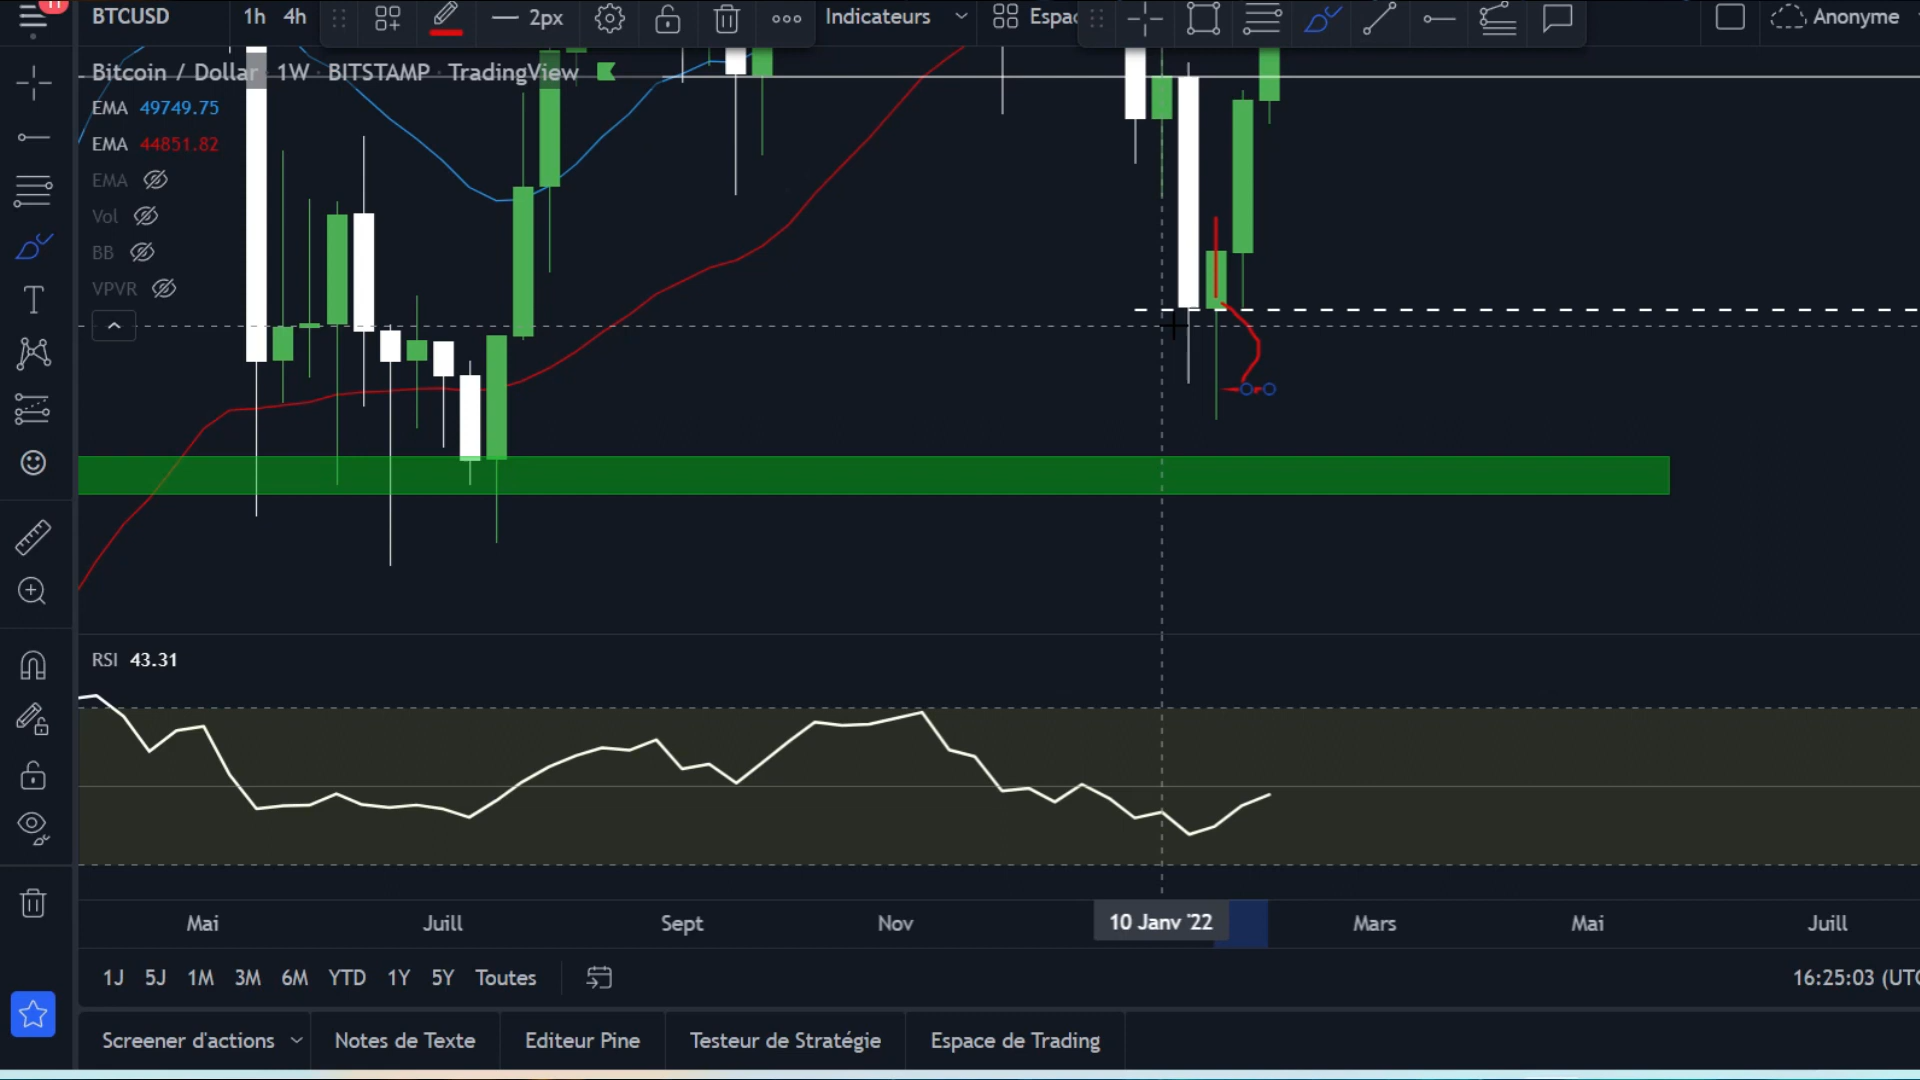 11
BTCUSD 1h 4h 2px Indicateurs Anonyme
Bitcoin / Dollar 1W BITSTAMP TradingView
EMA 49749.75
EMA 44851.82
EMA
Vol
BB
VPVR
RSI 43.31
Mai Juill Sept Nov 10 Janv '22 Mars Mai Juill
1J 5J 1M 3M 6M YTD 1Y 5Y Toutes 16:25:03 (UTC
Screener d'actions Notes de Texte Editeur Pine Testeur de Stratégie Espace de Trading